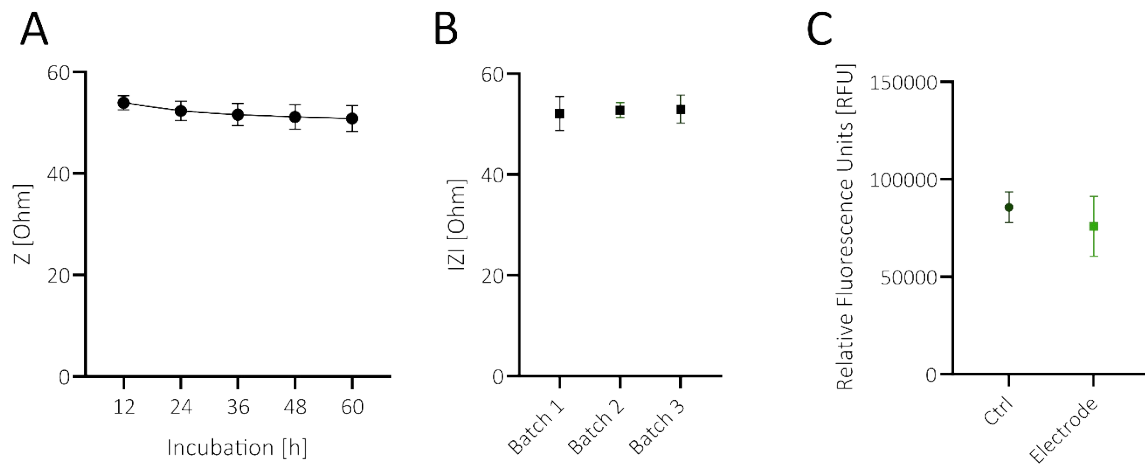 A
B
C
60
40
20
0
Z [Ohm]
12 24 36 48 60
Incubation [h]
60
40
20
0
IZI [Ohm]
Batch 1
Batch 2
Batch 3
150000
100000
50000
0
Relative Fluorescence Units [RFU]
Ctrl
Electrode